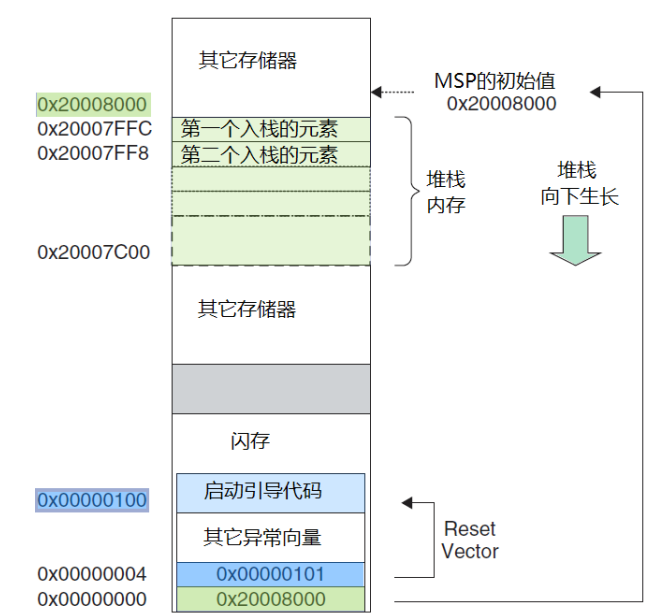 其它存储器
MSP的初始值
0x20008000
0x20008000
0x20007FFC
第一个入栈的元素
0x20007FF8
第二个入栈的元素
堆栈
内存
堆栈
向下生长
0x20007C00
其它存储器
闪存
0x00000100
启动引导代码
其它异常向量
Reset
Vector
0x00000004
0x00000101
0x00000000
0x20008000